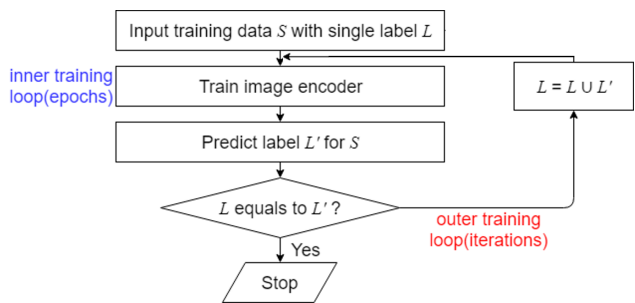 Input training data S with single label L
inner training
loop(epochs)
Train image encoder
L = L ∪ L′
Predict label L′ for S
L equals to L′ ?
outer training
loop(iterations)
Yes
Stop